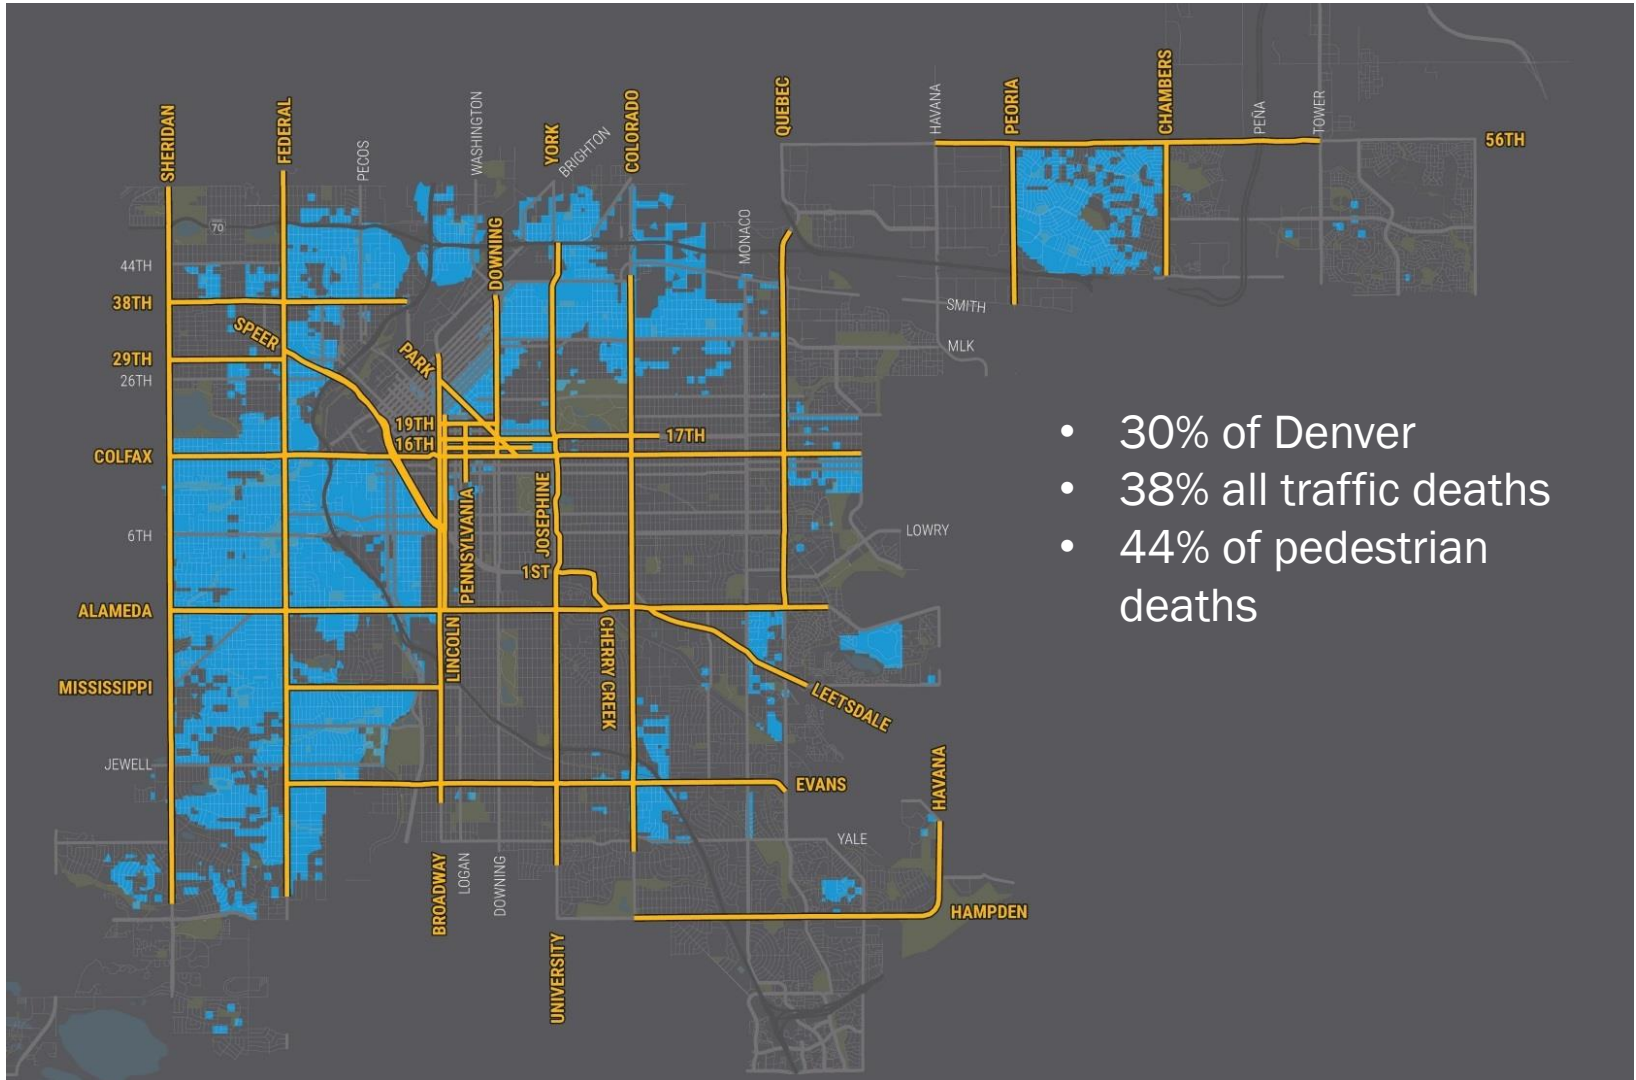 SHERIDAN
FEDERAL
PECOS
WASHINGTON
YORK
BRIGHTON
COLORADO
QUEBEC
HAVANA
PEORIA
CHAMBERS
PEÑA
TOWER
56TH
70
DOWNING
MONACO
44TH
38TH
SMITH
SPEER
PARK
MLK
29TH
26TH
19TH
16TH
17TH
COLFAX
• 30% of Denver
• 38% all traffic deaths
• 44% of pedestrian
deaths
PENNSYLVANIA
JOSEPHINE
6TH
LOWRY
1ST
ALAMEDA
LINCOLN
CHERRY CREEK
MISSISSIPPI
LEETSDALE
JEWELL
EVANS
HAVANA
YALE
BROADWAY
LOGAN
DOWNING
HAMPDEN
UNIVERSITY